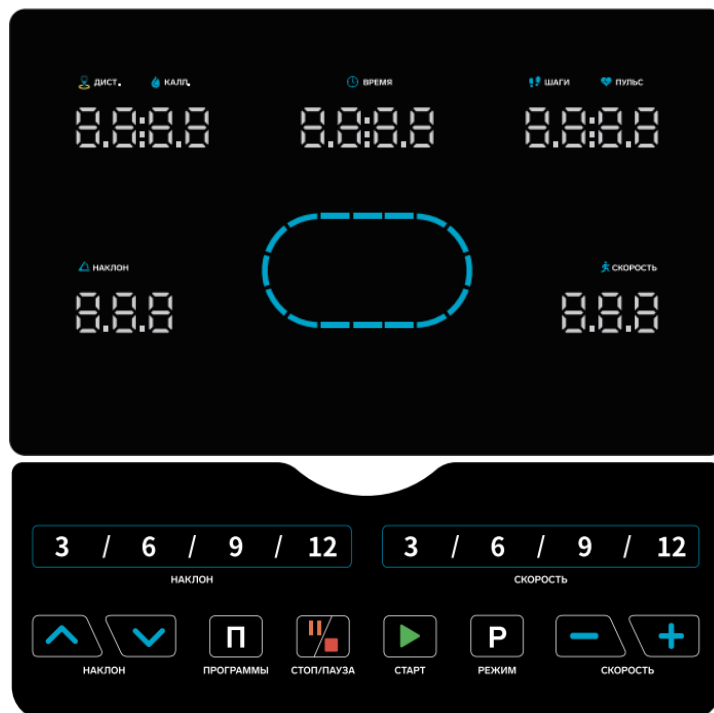 ДИСТ. КАЛЛ. ВРЕМЯ ШАГИ ПУЛЬС
8.8:8.8 8.8:8.8 8.8:8.8
НАКЛОН СКОРОСТЬ
8.8.8 8.8.8
3 / 6 / 9 / 12 3 / 6 / 9 / 12
НАКЛОН СКОРОСТЬ
П Р
НАКЛОН ПРОГРАММЫ СТОП/ПАУЗА СТАРТ РЕЖИМ СКОРОСТЬ